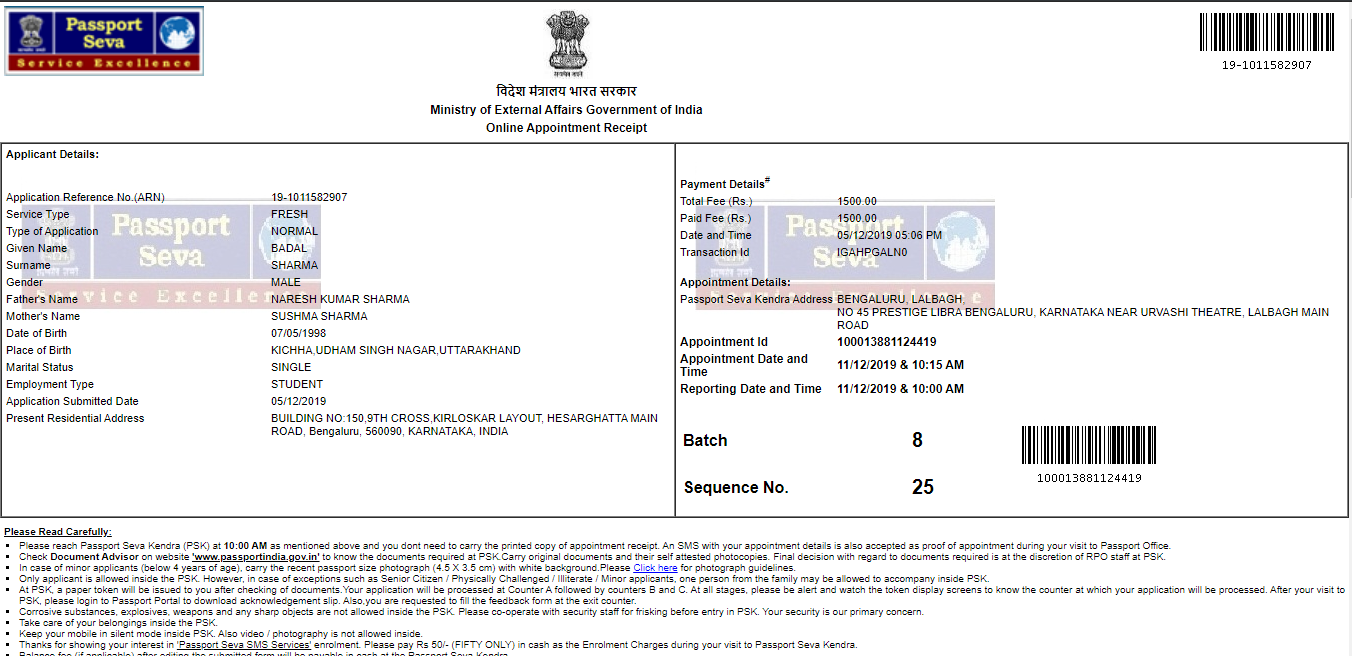 Passport
Seva
Service Excellence
19-1011582907
विदेश मंत्रालय भारत सरकार
Ministry of External Affairs Government of India
Online Appointment Receipt
Applicant Details:
Application Reference No.(ARN) 19-1011582907
Service Type FRESH
Type of Application NORMAL
Given Name BADAL
Surname SHARMA
Gender MALE
Father's Name NARESH KUMAR SHARMA
Mother's Name SUSHMA SHARMA
Date of Birth 07/05/1998
Place of Birth KICHHA,UDHAM SINGH NAGAR,UTTARAKHAND
Marital Status SINGLE
Employment Type STUDENT
Application Submitted Date 05/12/2019
Present Residential Address BUILDING NO:150,9TH CROSS,KIRLOSKAR LAYOUT, HESARGHATTA MAIN
ROAD, Bengaluru, 560090, KARNATAKA, INDIA
Passport
Seva
Service Excellence
Payment Details#
Total Fee (Rs.) 1500.00
Paid Fee (Rs.) 1500.00
Date and Time 05/12/2019 05:06 PM
Transaction Id IGAHPGALN0
Appointment Details:
Passport Seva Kendra Address BENGALURU, LALBAGH,
NO 45 PRESTIGE LIBRA BENGALURU, KARNATAKA NEAR URVASHI THEATRE, LALBAGH MAIN
ROAD
Appointment Id 100013881124419
Appointment Date and
Time 11/12/2019 & 10:15 AM
Reporting Date and Time 11/12/2019 & 10:00 AM
Batch 8
Sequence No. 25
100013881124419
Passport
Seva
Please Read Carefully:
▪ Please reach Passport Seva Kendra (PSK) at 10:00 AM as mentioned above and you dont need to carry the printed copy of appointment receipt. An SMS with your appointment details is also accepted as proof of appointment during your visit to Passport Office.
▪ Check Document Advisor on website 'www.passportindia.gov.in' to know the documents required at PSK.Carry original documents and their self attested photocopies. Final decision with regard to documents required is at the discretion of RPO staff at PSK.
▪ In case of minor applicants (below 4 years of age), carry the recent passport size photograph (4.5 X 3.5 cm) with white background.Please Click here for photograph guidelines.
▪ Only applicant is allowed inside the PSK. However, in case of exceptions such as Senior Citizen / Physically Challenged / Illiterate / Minor applicants, one person from the family may be allowed to accompany inside PSK.
▪ At PSK, a paper token will be issued to you after checking of documents.Your application will be processed at Counter A followed by counters B and C. At all stages, please be alert and watch the token display screens to know the counter at which your application will be processed. After your visit to
PSK, please login to Passport Portal to download acknowledgement slip. Also,you are requested to fill the feedback form at the exit counter.
▪ Corrosive substances, explosives, weapons and any sharp objects are not allowed inside the PSK. Please co-operate with security staff for frisking before entry in PSK. Your security is our primary concern.
▪ Take care of your belongings inside the PSK.
▪ Keep your mobile in silent mode inside PSK. Also video / photography is not allowed inside.
▪ Thanks for showing your interest in 'Passport Seva SMS Services' enrolment. Please pay Rs 50/- (FIFTY ONLY) in cash as the Enrolment Charges during your visit to Passport Seva Kendra.
▪ Balance fee (if applicable) after editing the submitted form will be payable in cash at the Passport Seva Kendra